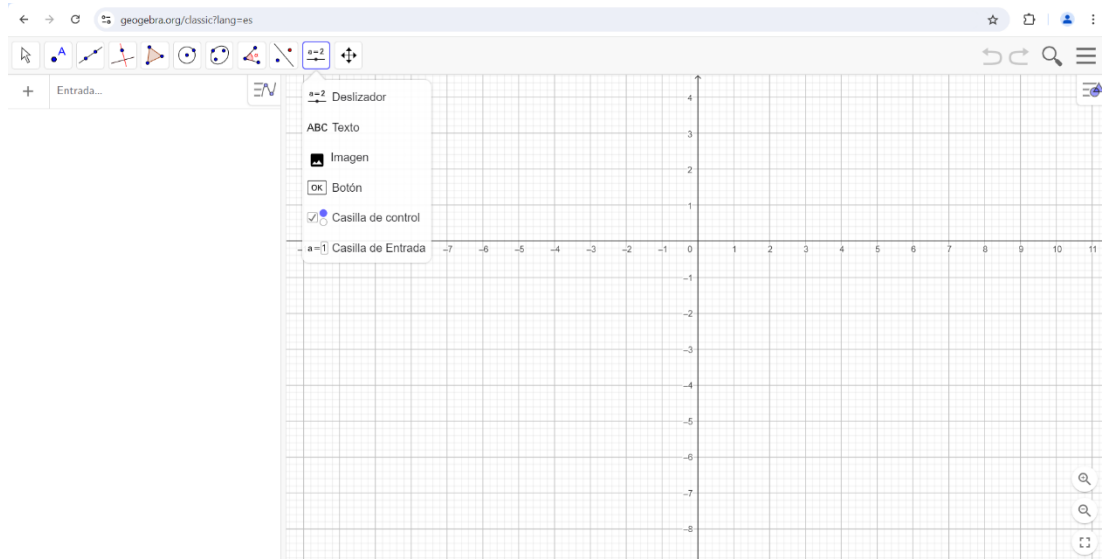 geogebra.org/classic?lang=es
A
a=2
Entrada...
a=2 Deslizador
ABC Texto
Imagen
OK Botón
Casilla de control
a=1 Casilla de Entrada
4
3
2
1
–7 –6 –5 –4 –3 –2 –1 0 1 2 3 4 5 6 7 8 9 10 11
–1
–2
–3
–4
–5
–6
–7
–8